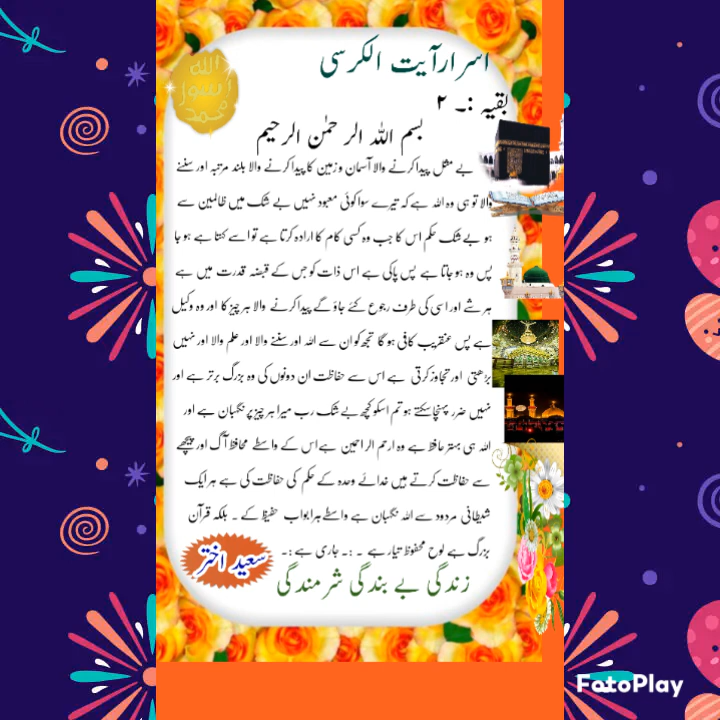 اسرار آیت الکرسی
بقیہ :۔ ۲
بسم اللہ الرحمٰن الرحیم
بے مثل پیدا کرنے والا آسمان و زمین کا پیدا کرنے والا بلند مرتبہ اور سننے
والا تو ہی وہ اللہ ہے کہ تیرے سوا کوئی معبود نہیں بے شک میں ظالمین سے
ہو بے شک حکم اس کا جب وہ کسی کام کا ارادہ کرتا ہے تو اسے کہتا ہے ہو جا
پس وہ ہو جاتا ہے پس پاکی ہے اس ذات کو جس کے قبضہ قدرت میں ہے
ہر شے اور اسی کی طرف رجوع کئے جاؤ گے پیدا کرنے والا ہر چیز کا اور وہ وکیل
ہے پس عنقریب کافی ہو گا تجھ کو ان سے اللہ اور سننے والا اور علم والا اور نہیں
بڑھتی اور تجاوز کرتی ہے اس سے حفاظت ان دونوں کی وہ بزرگ برتر ہے اور
نہیں ضرر پہنچا سکتے ہو تم اسکو کچھ بے شک رب میرا ہر چیز پر نگہبان ہے اور
اللہ ہی بہتر حافظ ہے وہ ارحم الراحمین ہے اس کے واسطے محافظ آگے اور پیچھے
سے حفاظت کرتے ہیں خدائے وحدہ کے حکم کی حفاظت کی ہے ہر ایک
شیطانی مردود سے اللہ نگہبان ہے واسطے ہر اجواب حفیظ کے ۔ بلکہ قرآن
بزرگ ہے لوح محفوظ تیار ہے ۔ :۔ جاری ہے :۔
سعید اختر
زندگی بے بندگی شرمندگی
الله
رسول
محمد
FotoPlay